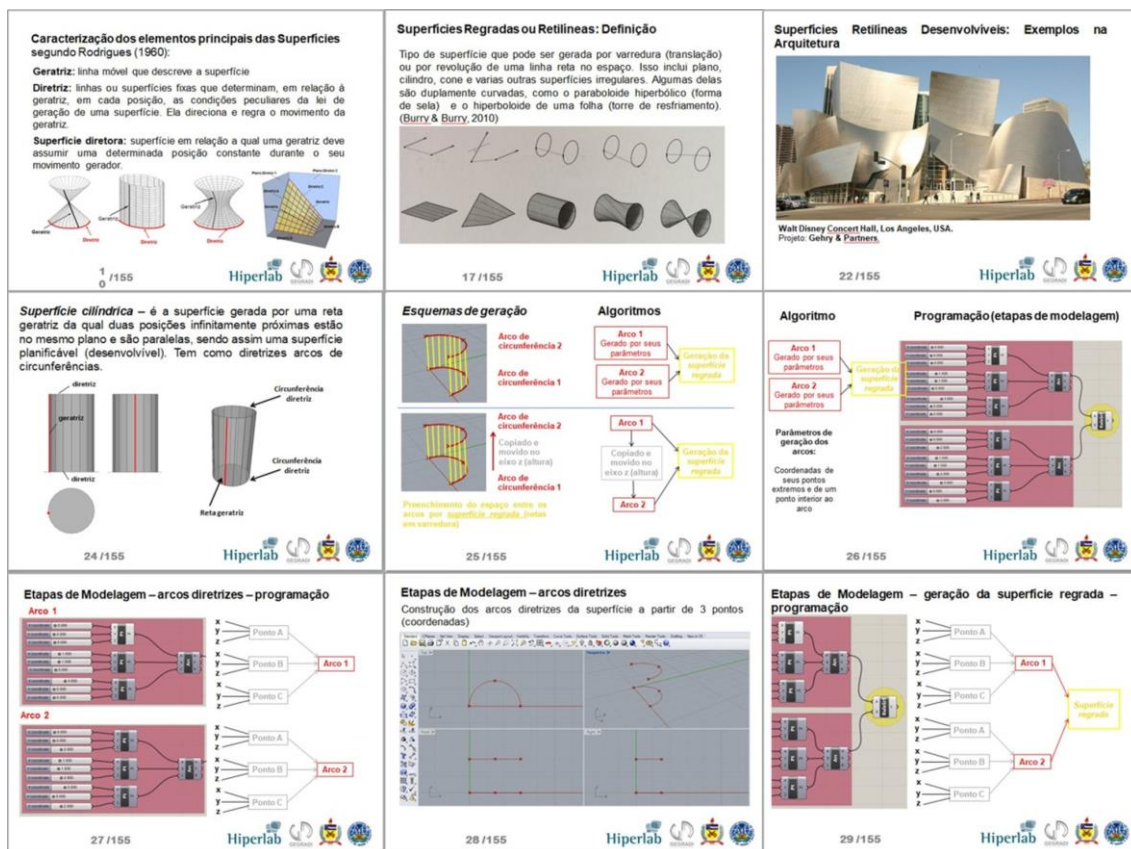 Caracterização dos elementos principais das Superfícies
segundo Rodrigues (1960):
Geratriz: linha móvel que descreve a superfície
Diretriz: linhas ou superfícies fixas que determinam, em relação à
geratriz, em cada posição, as condições peculiares da lei de
geração de uma superfície. Ela direciona e regra o movimento da
geratriz.
Superfície diretora: superfície em relação a qual uma geratriz deve
assumir uma determinada posição constante durante o seu
movimento gerador.
Geratriz
Diretriz
Geratriz
Geratriz
Diretriz
10/155
Hiperlab
GEGRADI
Superfícies Regradas ou Retilíneas: Definição
Tipo de superfície que pode ser gerada por varredura (translação)
ou por revolução de uma linha reta no espaço. Isso inclui plano,
cilindro, cone e varias outras superfícies irregulares. Algumas delas
são duplamente curvadas, como o paraboloide hiperbólico (forma
de sela) e o hiperboloide de uma folha (torre de resfriamento).
(Burry & Burry, 2010)
17/155
Hiperlab
GEGRADI
Superfícies Retilíneas Desenvolvíveis: Exemplos na
Arquitetura
Walt Disney Concert Hall, Los Angeles, USA.
Projeto: Gehry & Partners,
22/155
Hiperlab
GEGRADI
Superfície cilíndrica – é a superfície gerada por uma reta
geratriz da qual duas posições infinitamente próximas estão
no mesmo plano e são paralelas, sendo assim uma superfície
planificável (desenvolvível). Tem como diretrizes arcos de
circunferências.
diretriz
geratriz
diretriz
Circunferência
diretriz
Circunferência
diretriz
Reta geratriz
24/155
Hiperlab
GEGRADI
Esquemas de geração
Algoritmos
Arco de
circunferência 2
Arco de
circunferência 1
Arco 1
Gerado por seus
parâmetros
Arco 2
Gerado por seus
parâmetros
Geração da
superfície
regrada
Arco de
circunferência 2
Copiado e
movido no
eixo z (altura)
Arco de
circunferência 1
Arco 1
Copiado e
movido no
eixo z (altura)
Arco 2
Geração da
superfície
regrada
Preenchimento do espaço entre os
arcos por superfície regrada (retas
em varredura)
25/155
Hiperlab
GEGRADI
Algoritmo
Programação (etapas de modelagem)
Arco 1
Gerado por seus
parâmetros
Arco 2
Gerado por seus
parâmetros
Geração da
superfície
regrada
Parâmetros de
geração dos
arcos:
Coordenadas de
seus pontos
extremos e de um
ponto interior ao
arco
26/155
Hiperlab
GEGRADI
Etapas de Modelagem – arcos diretrizes – programação
Arco 1
x
y
z
Ponto A
x
y
z
Ponto B
x
y
z
Ponto C
Arco 1
Arco 2
x
y
z
Ponto A
x
y
z
Ponto B
x
y
z
Ponto C
Arco 2
27/155
Hiperlab
GEGRADI
Etapas de Modelagem – arcos diretrizes
Construção dos arcos diretrizes da superfície a partir de 3 pontos
(coordenadas)
28/155
Hiperlab
GEGRADI
Etapas de Modelagem – geração da superfície regrada –
programação
x
y
z
Ponto A
x
y
z
Ponto B
x
y
z
Ponto C
Arco 1
x
y
z
Ponto A
x
y
z
Ponto B
x
y
z
Ponto C
Arco 2
Superfície
regrada
29/155
Hiperlab
GEGRADI